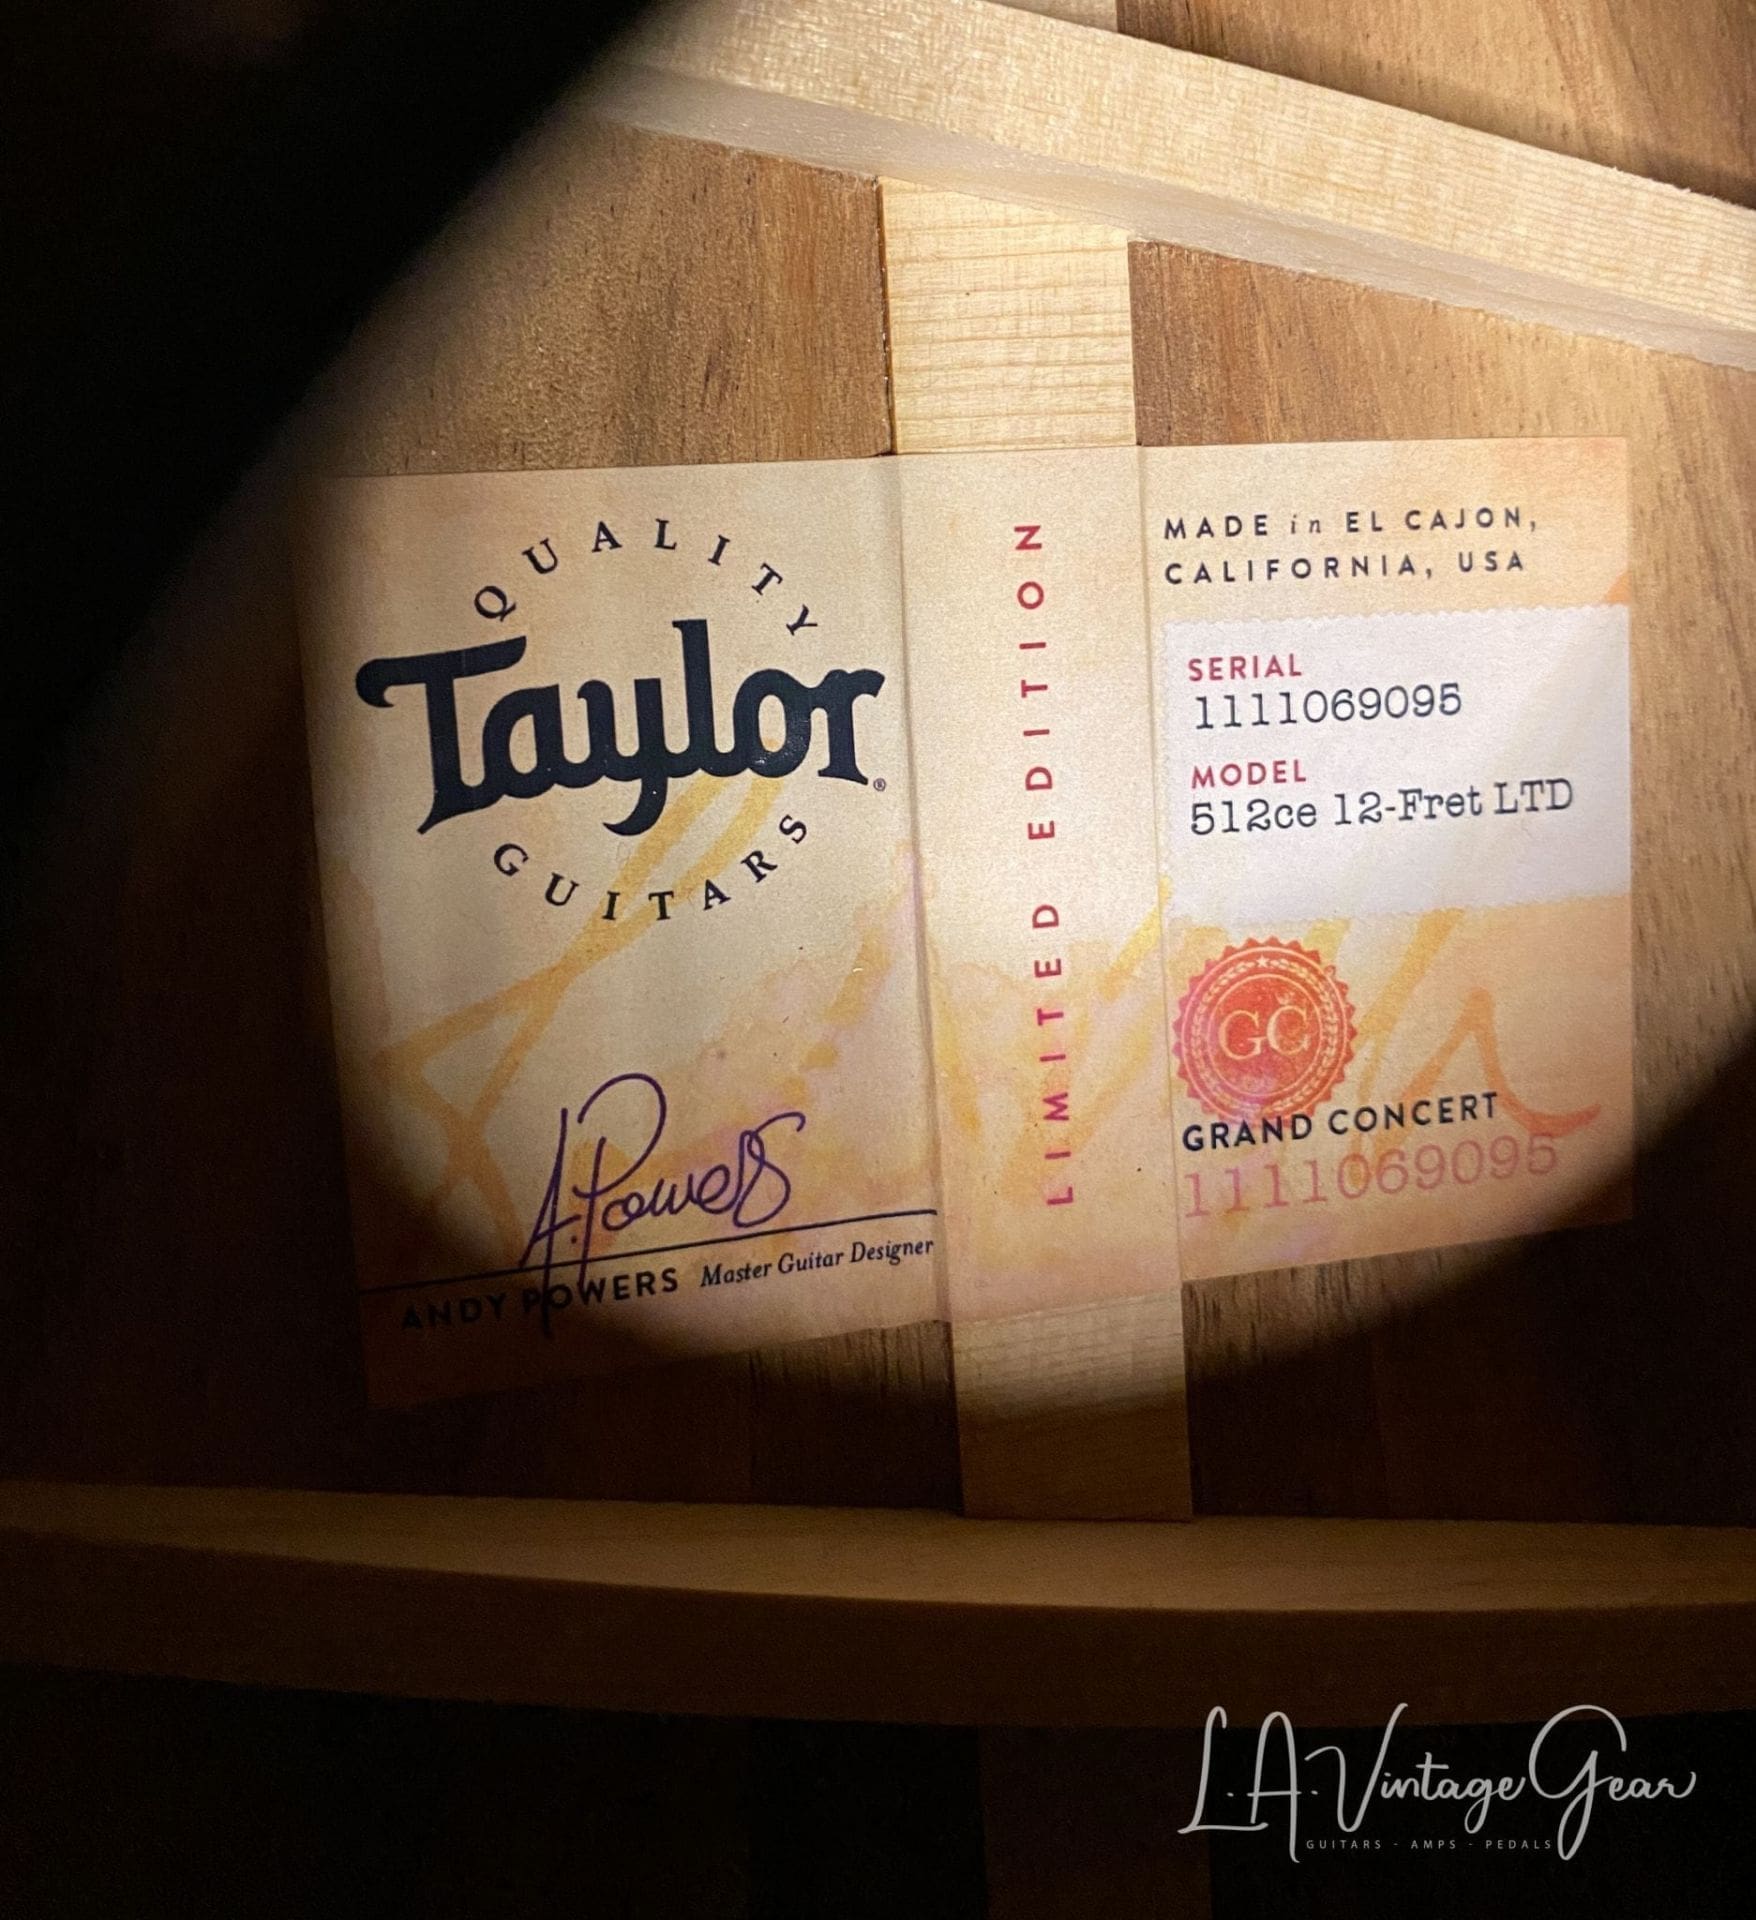 QUALITY
Taylor®
GUITARS
A. Powers
ANDY POWERS Master Guitar Designer
LIMITED EDITION
MADE in EL CAJON,
CALIFORNIA, USA
SERIAL
1111069095
MODEL
512ce 12-Fret LTD
GC
GRAND CONCERT
1111069095
L.A. Vintage Gear
GUITARS - AMPS - PEDALS